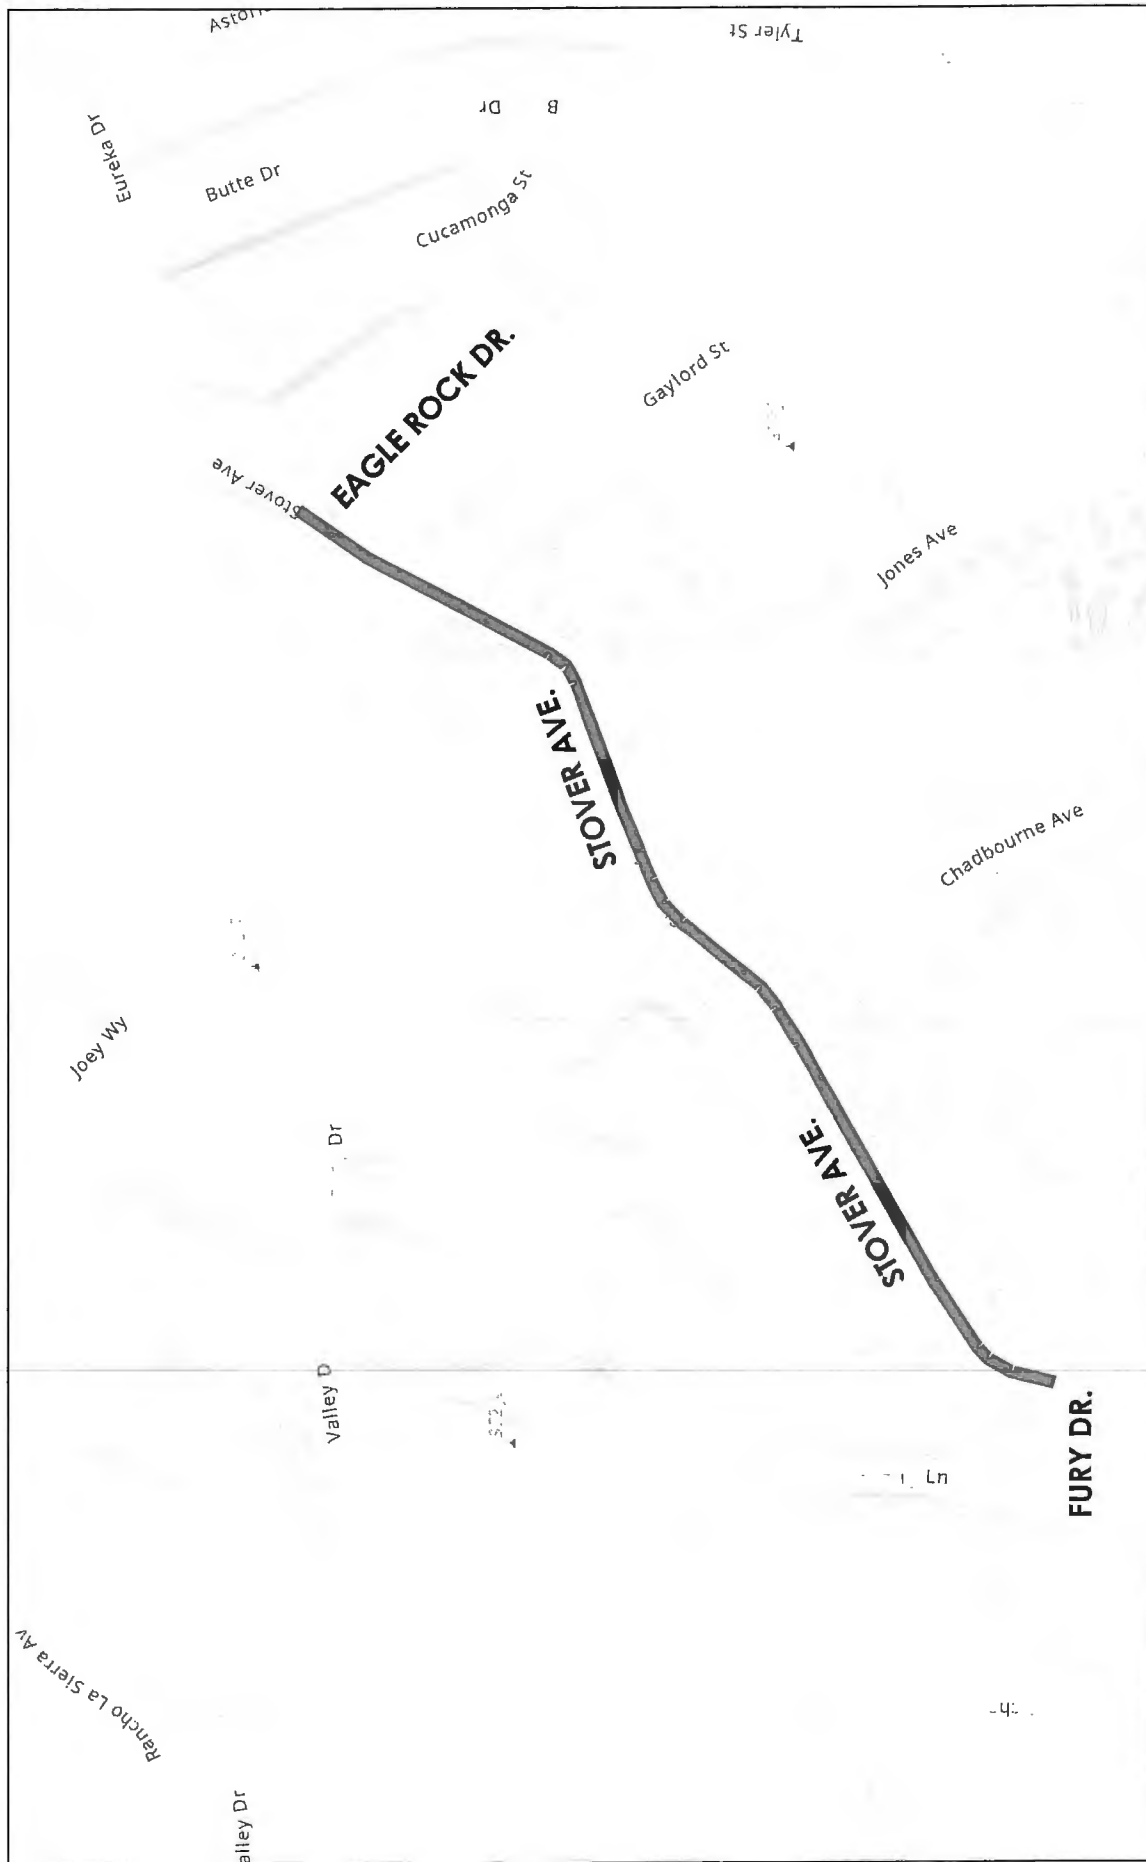 Tyler St
Dr
B
Eureka Dr
Butte Dr
Cucamonga St
EAGLE ROCK DR.
Gaylord St
Stover Ave
Jones Ave
STOVER AVE.
Chadbourne Ave
Joey Wy
Dr
STOVER AVE.
Valley D
FURY DR.
Ln
Rancho La Sierra Av
alley Dr